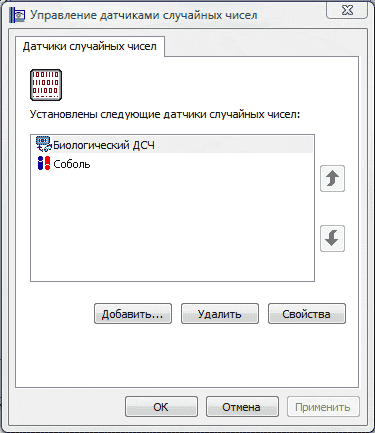 Управление датчиками случайных чисел
Датчики случайных чисел
Установлены следующие датчики случайных чисел:
Биологический ДСЧ
Соболь
Добавить...
Удалить
Свойства
ОК
Отмена
Применить